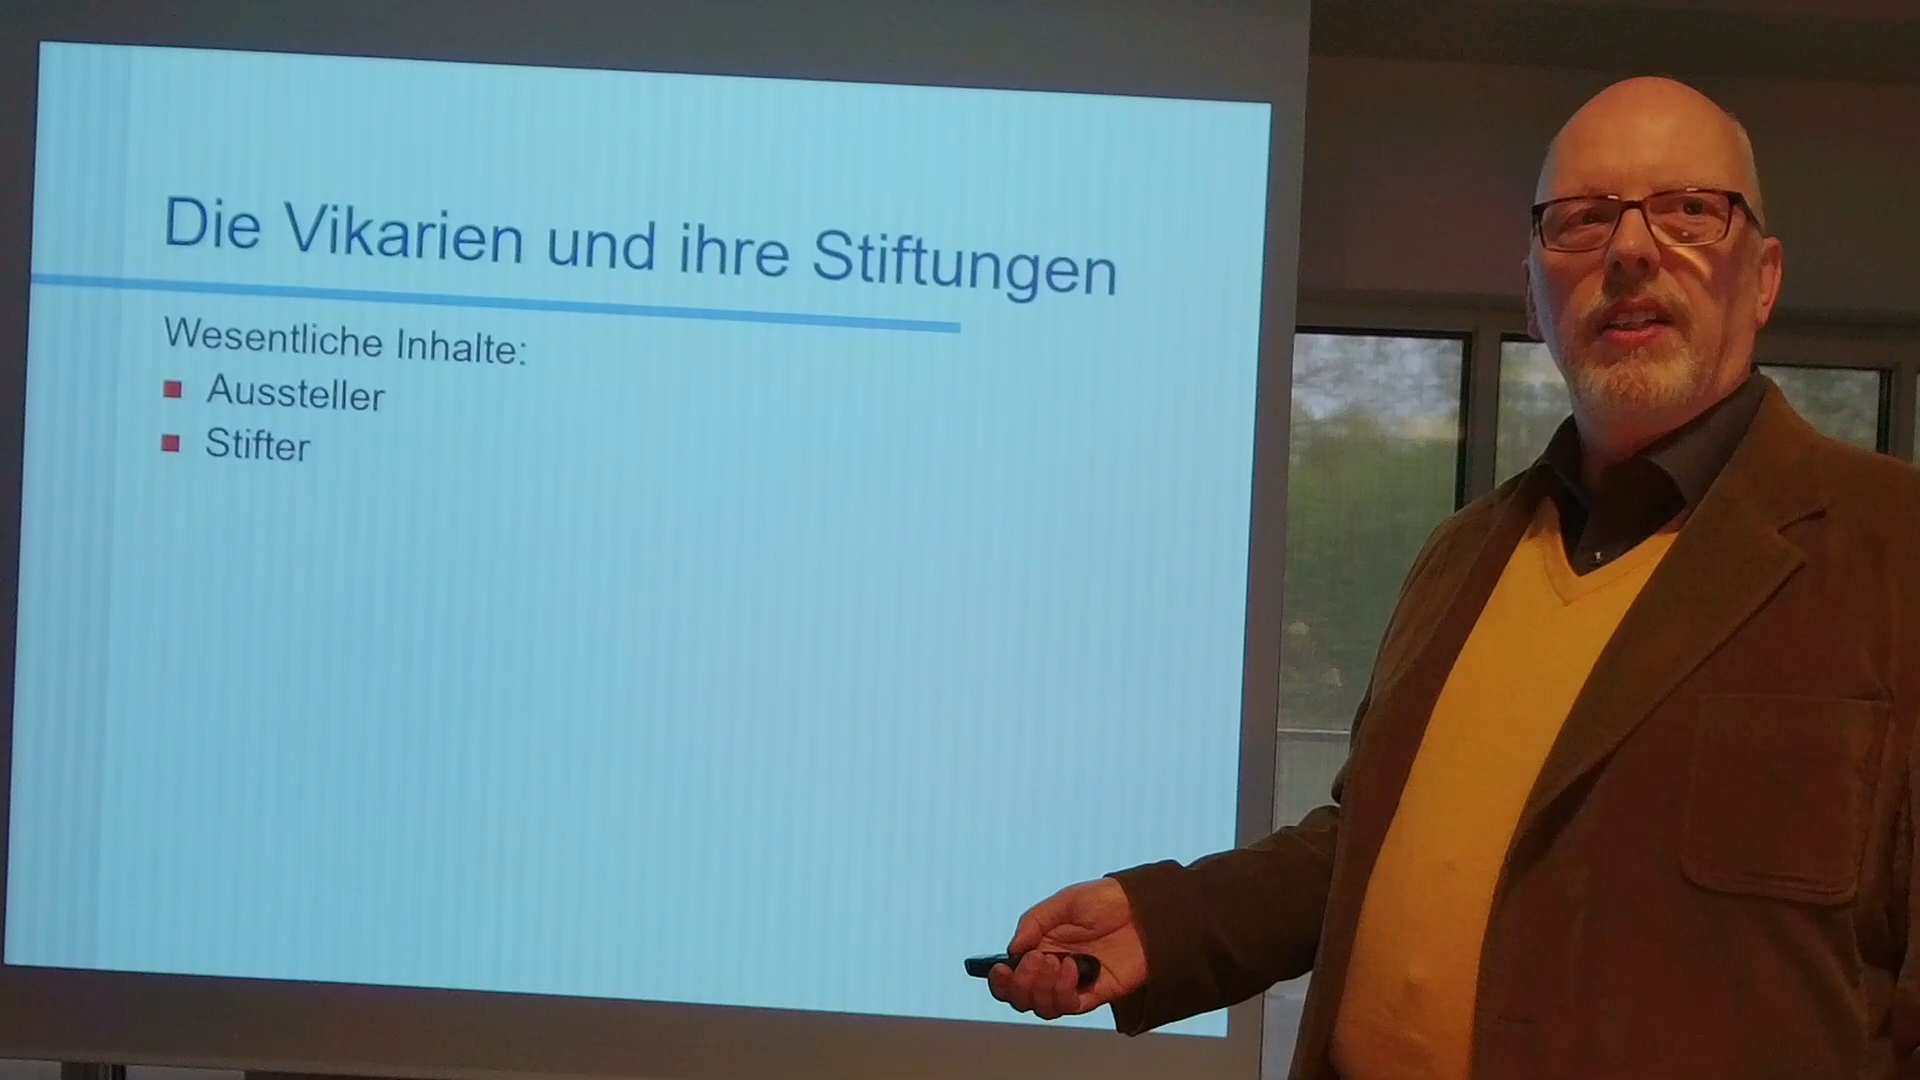 Die Vikarien und ihre Stiftungen
Wesentliche Inhalte:
Aussteller
Stifter